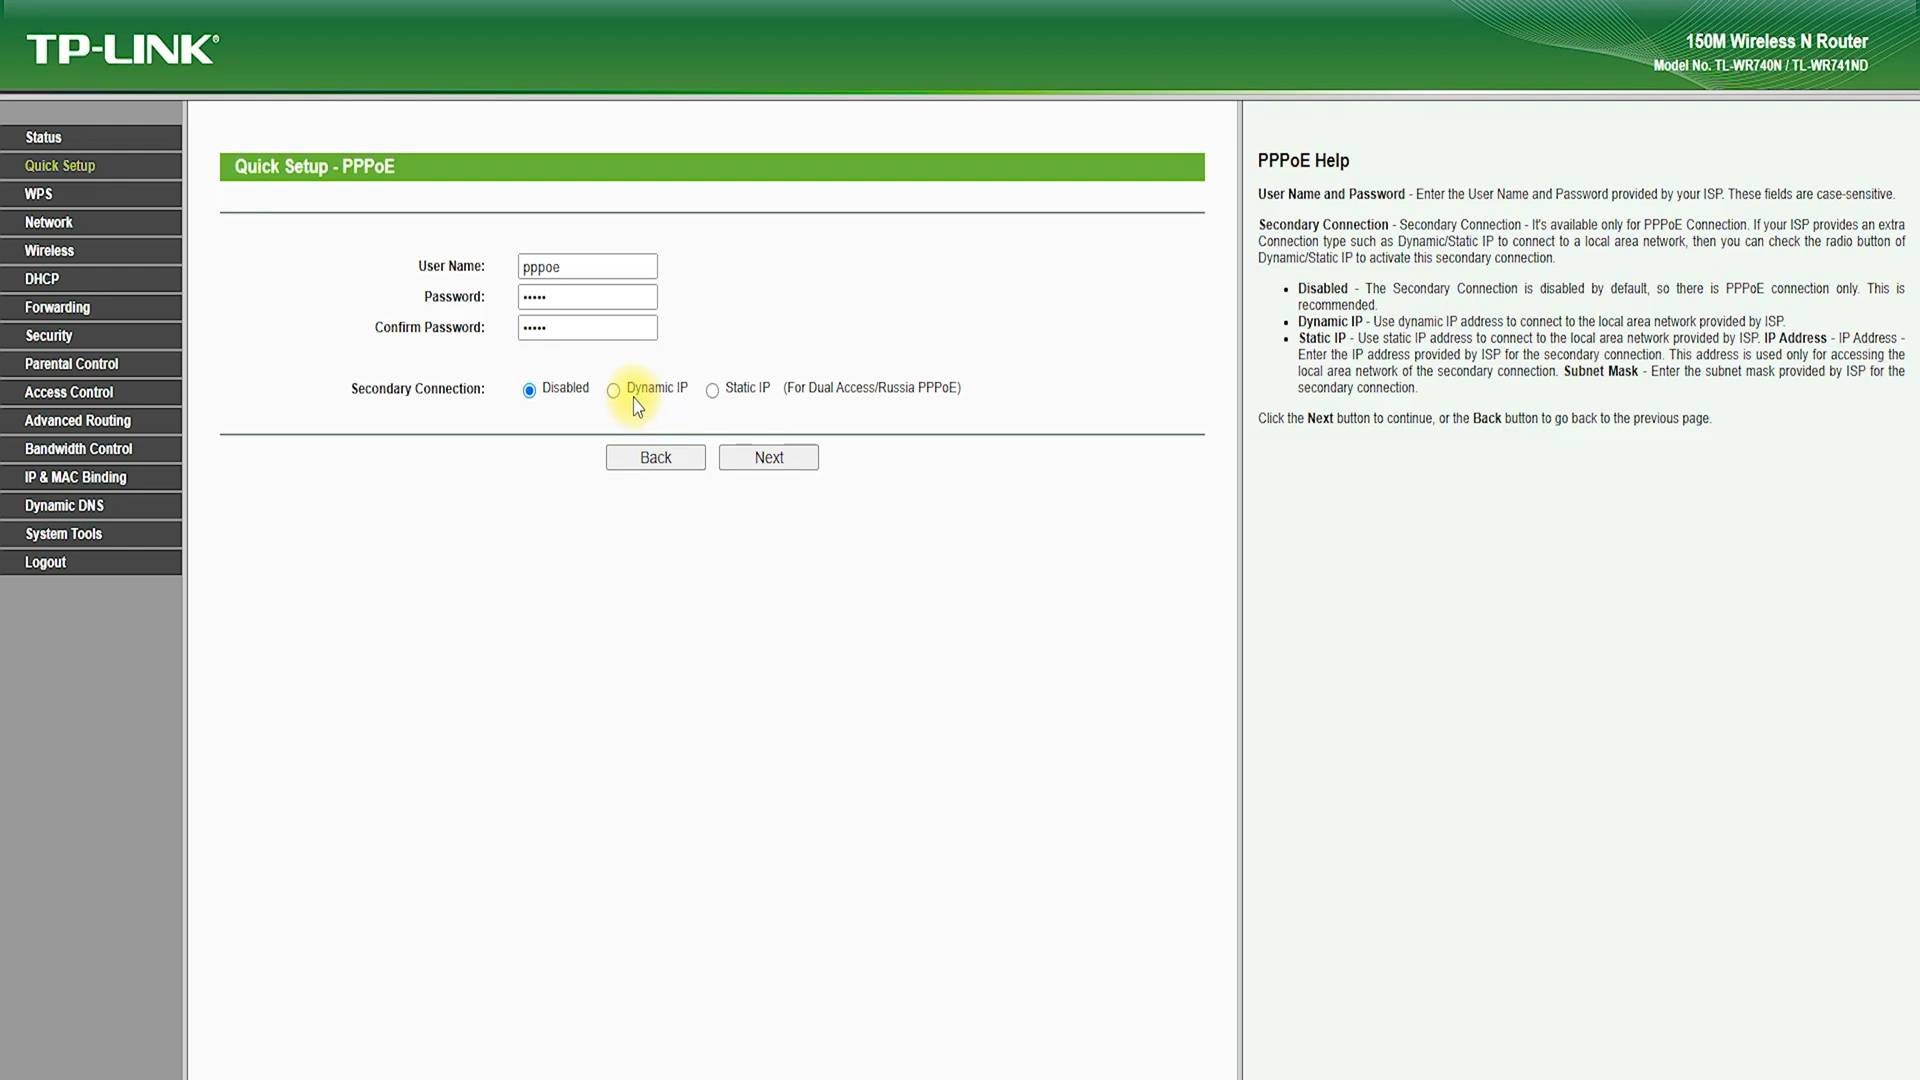 TP-LINK®
150M Wireless N Router
Model No. TL-WR740N / TL-WR741ND
Status
Quick Setup
WPS
Network
Wireless
DHCP
Forwarding
Security
Parental Control
Access Control
Advanced Routing
Bandwidth Control
IP & MAC Binding
Dynamic DNS
System Tools
Logout
Quick Setup - PPPoE
User Name: pppoe
Password: •••••
Confirm Password: •••••
Secondary Connection: Disabled Dynamic IP Static IP (For Dual Access/Russia PPPoE)
Back Next
PPPoE Help
User Name and Password - Enter the User Name and Password provided by your ISP. These fields are case-sensitive.
Secondary Connection - Secondary Connection - It's available only for PPPoE Connection. If your ISP provides an extra
Connection type such as Dynamic/Static IP to connect to a local area network, then you can check the radio button of
Dynamic/Static IP to activate this secondary connection.
• Disabled - The Secondary Connection is disabled by default, so there is PPPoE connection only. This is
recommended.
• Dynamic IP - Use dynamic IP address to connect to the local area network provided by ISP.
• Static IP - Use static IP address to connect to the local area network provided by ISP. IP Address - IP Address -
Enter the IP address provided by ISP for the secondary connection. This address is used only for accessing the
local area network of the secondary connection. Subnet Mask - Enter the subnet mask provided by ISP for the
secondary connection.
Click the Next button to continue, or the Back button to go back to the previous page.